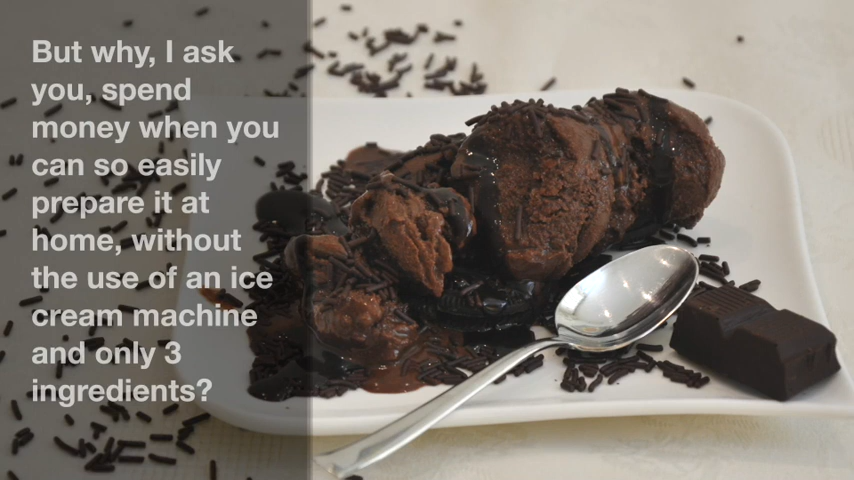 But why, I ask
you, spend
money when you
can so easily
prepare it at
home, without
the use of an ice
cream machine
and only 3
ingredients?